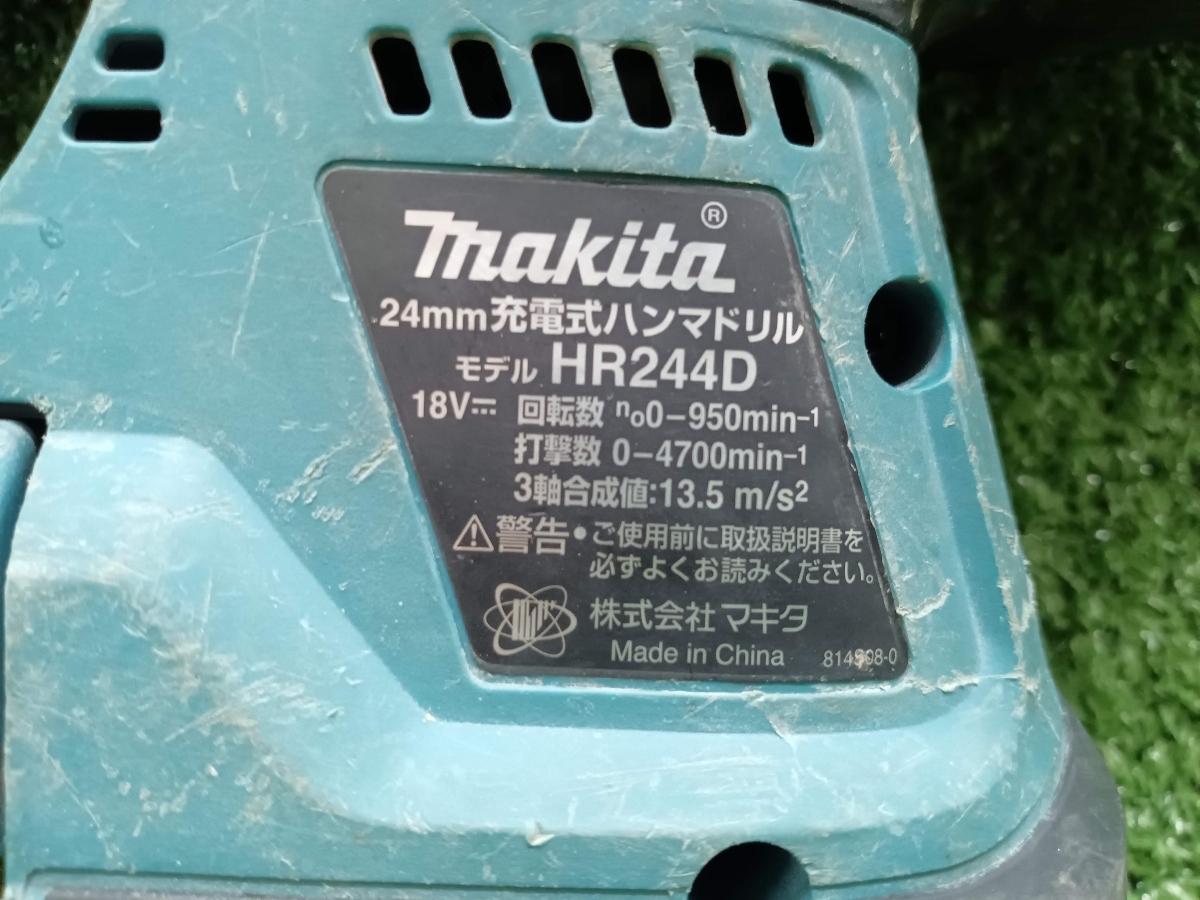 makita®
24mm充電式ハンマドリル
モデル HR244D
18V⎓ 回転数 n₀0-950min⁻¹
打撃数 0-4700min⁻¹
3軸合成値:13.5 m/s²
⚠警告•ご使用前に取扱説明書を
必ずよくお読みください。
株式会社 マキタ
Made in China